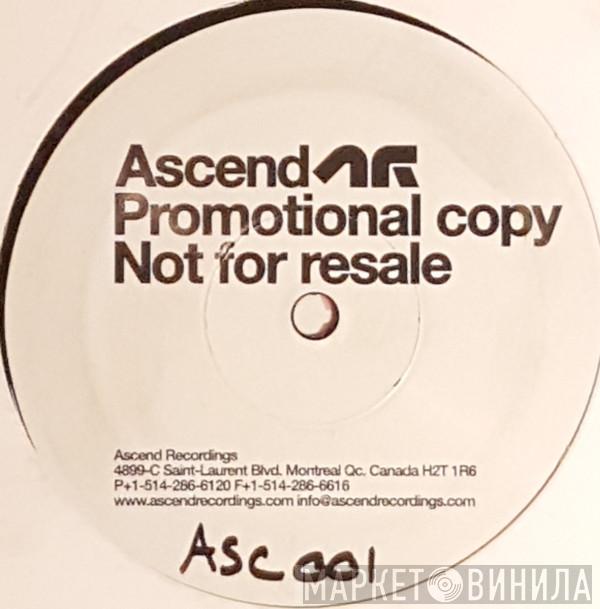 Ascend
Promotional copy
Not for resale
Ascend Recordings
4899-C Saint-Laurent Blvd. Montreal Qc. Canada H2T 1R6
P+1-514-286-6120 F+1-514-286-6616
www.ascendrecordings.com info@ascendrecordings.com
ASC 001
МАРКЕТ ВИНИЛА